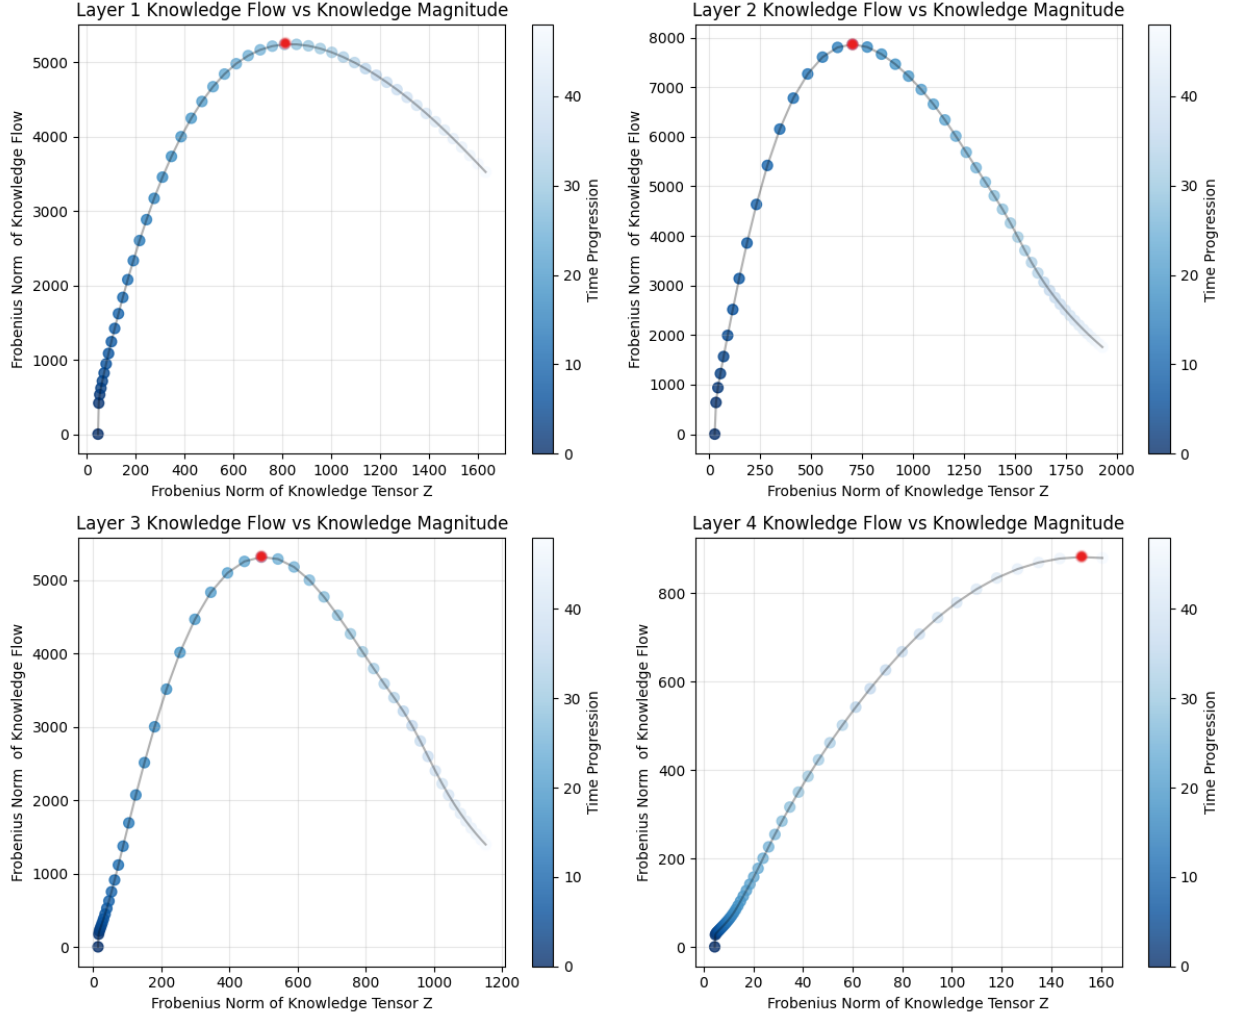 Layer 1 Knowledge Flow vs Knowledge Magnitude
Frobenius Norm  of Knowledge Flow
5000
4000
3000
2000
1000
0
0 200 400 600 800 1000 1200 1400 1600
Frobenius Norm of Knowledge Tensor Z
40
30
20
10
0
Time Progression
Layer 2 Knowledge Flow vs Knowledge Magnitude
Frobenius Norm  of Knowledge Flow
8000
7000
6000
5000
4000
3000
2000
1000
0
0 250 500 750 1000 1250 1500 1750 2000
Frobenius Norm of Knowledge Tensor Z
40
30
20
10
0
Time Progression
Layer 3 Knowledge Flow vs Knowledge Magnitude
Frobenius Norm  of Knowledge Flow
5000
4000
3000
2000
1000
0
0 200 400 600 800 1000 1200
Frobenius Norm of Knowledge Tensor Z
40
30
20
10
0
Time Progression
Layer 4 Knowledge Flow vs Knowledge Magnitude
Frobenius Norm  of Knowledge Flow
800
600
400
200
0
0 20 40 60 80 100 120 140 160
Frobenius Norm of Knowledge Tensor Z
40
30
20
10
0
Time Progression